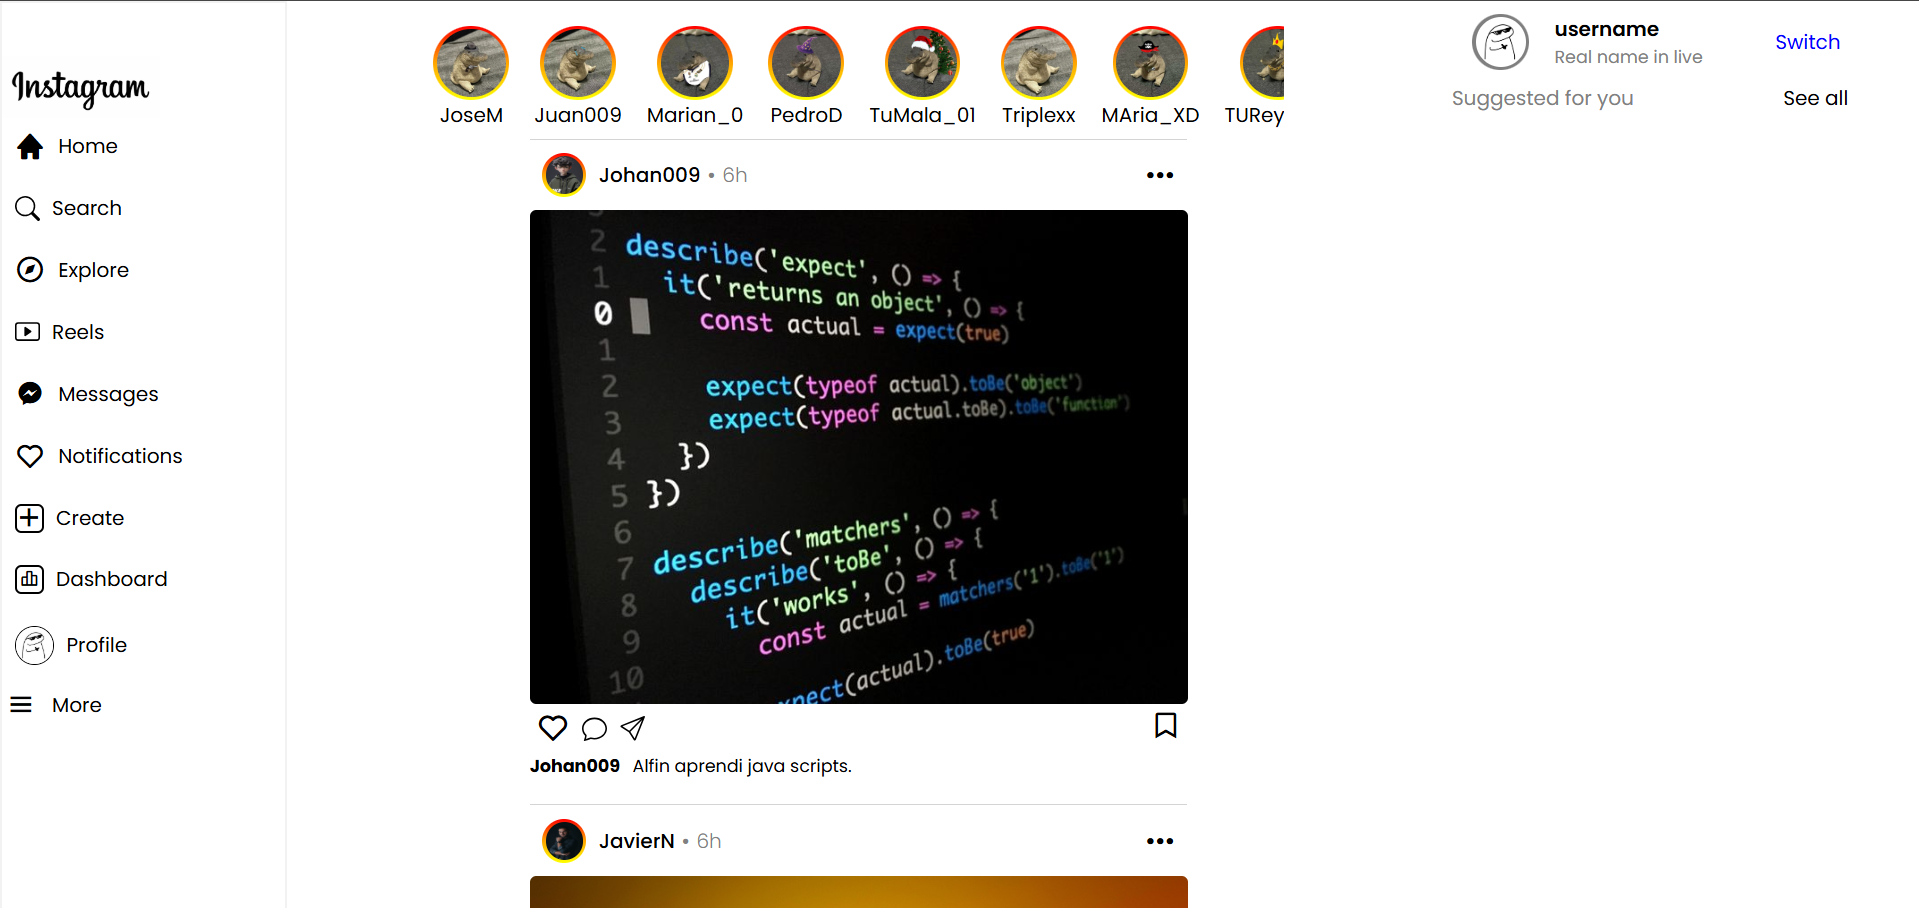 Instagram
Home
Search
Explore
Reels
Messages
Notifications
Create
Dashboard
Profile
More
JoseM
Juan009
Marian_0
PedroD
TuMala_01
Triplexx
MAria_XD
TURey
Johan009 • 6h
2 describe('expect', () => {
1 it('returns an object', () => {
0 const actual = expect(true)
1
2 expect(typeof actual).toBe('object')
3 expect(typeof actual.toBe).toBe('function')
4 })
5 })
6
7 describe('matchers', () => {
8 describe('toBe', () => {
9 it('works', () => {
10 const actual = matchers('1').toBe('1')
expect(actual).toBe(true)
Johan009 Alfin aprendi java scripts.
JavierN • 6h
username
Real name in live
Switch
Suggested for you
See all